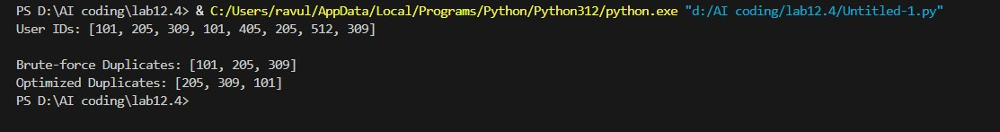 PS D:\AI coding\lab12.4> & C:/Users/ravul/AppData/Local/Programs/Python/Python312/python.exe "d:/AI coding/lab12.4/Untitled-1.py"
User IDs: [101, 205, 309, 101, 405, 205, 512, 309]
Brute-force Duplicates: [101, 205, 309]
Optimized Duplicates: [205, 309, 101]
PS D:\AI coding\lab12.4>